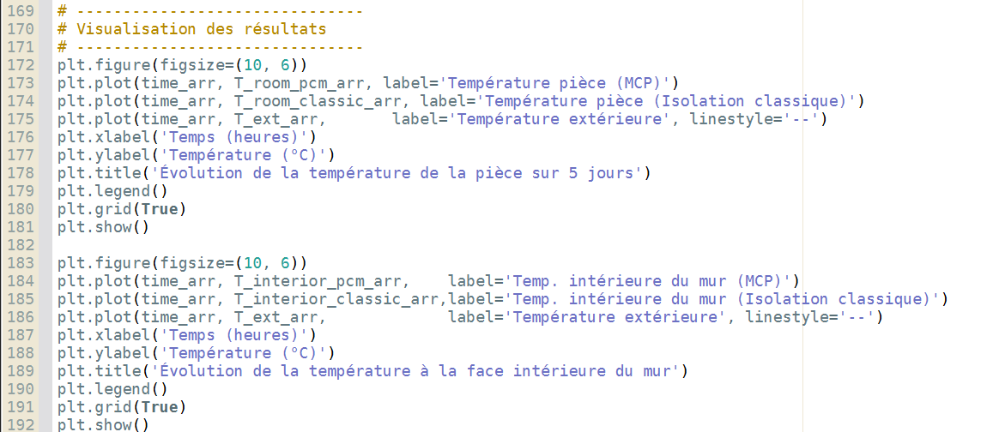 169 # -------------------------------
170 # Visualisation des résultats
171 # -------------------------------
172 plt.figure(figsize=(10, 6))
173 plt.plot(time_arr, T_room_pcm_arr, label='Température pièce (MCP)')
174 plt.plot(time_arr, T_room_classic_arr, label='Température pièce (Isolation classique)')
175 plt.plot(time_arr, T_ext_arr,       label='Température extérieure', linestyle='--')
176 plt.xlabel('Temps (heures)')
177 plt.ylabel('Température (°C)')
178 plt.title('Évolution de la température de la pièce sur 5 jours')
179 plt.legend()
180 plt.grid(True)
181 plt.show()
182
183 plt.figure(figsize=(10, 6))
184 plt.plot(time_arr, T_interior_pcm_arr,    label='Temp. intérieure du mur (MCP)')
185 plt.plot(time_arr, T_interior_classic_arr,label='Temp. intérieure du mur (Isolation classique)')
186 plt.plot(time_arr, T_ext_arr,             label='Température extérieure', linestyle='--')
187 plt.xlabel('Temps (heures)')
188 plt.ylabel('Température (°C)')
189 plt.title('Évolution de la température à la face intérieure du mur')
190 plt.legend()
191 plt.grid(True)
192 plt.show()